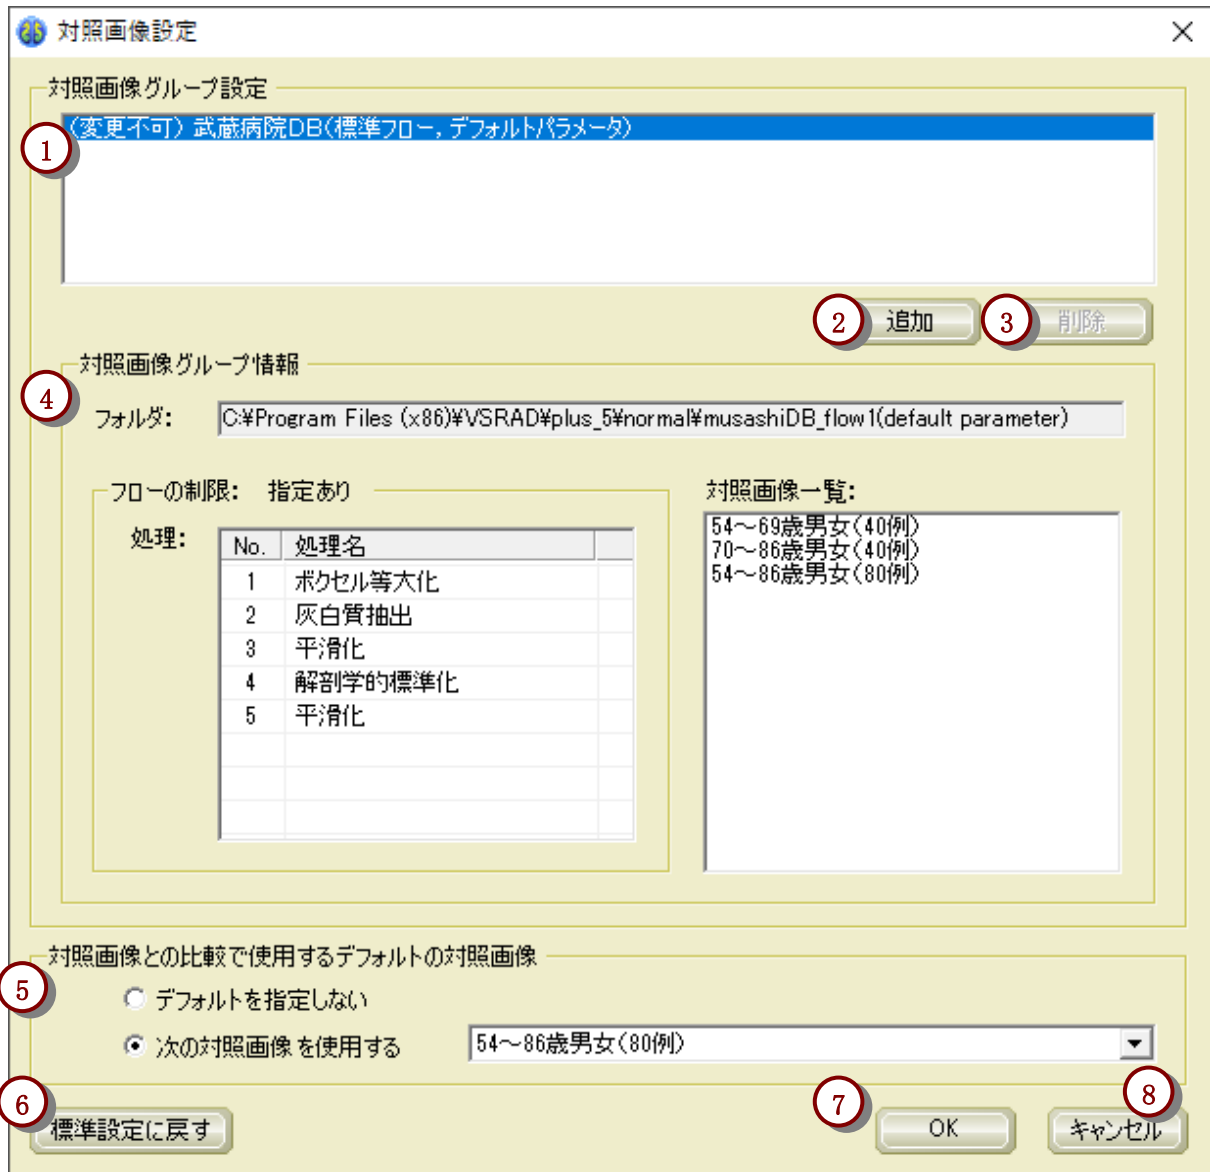 対照画像設定
対照画像グループ設定
(変更不可) 武蔵病院DB(標準フロー, デフォルトパラメータ)
1
2 追加
3 削除
対照画像グループ情報
4
フォルダ: C:¥Program Files (x86)¥VSRAD¥plus_5¥normal¥musashiDB_flow1(default parameter)
フローの制限: 指定あり
対照画像一覧:
処理:
No. 処理名
1 ボクセル等大化
2 灰白質抽出
3 平滑化
4 解剖学的標準化
5 平滑化
54～69歳男女(40例)
70～86歳男女(40例)
54～86歳男女(80例)
対照画像との比較で使用するデフォルトの対照画像
5
デフォルトを指定しない
次の対照画像を使用する 54～86歳男女(80例)
6 標準設定に戻す
7 OK
8 キャンセル